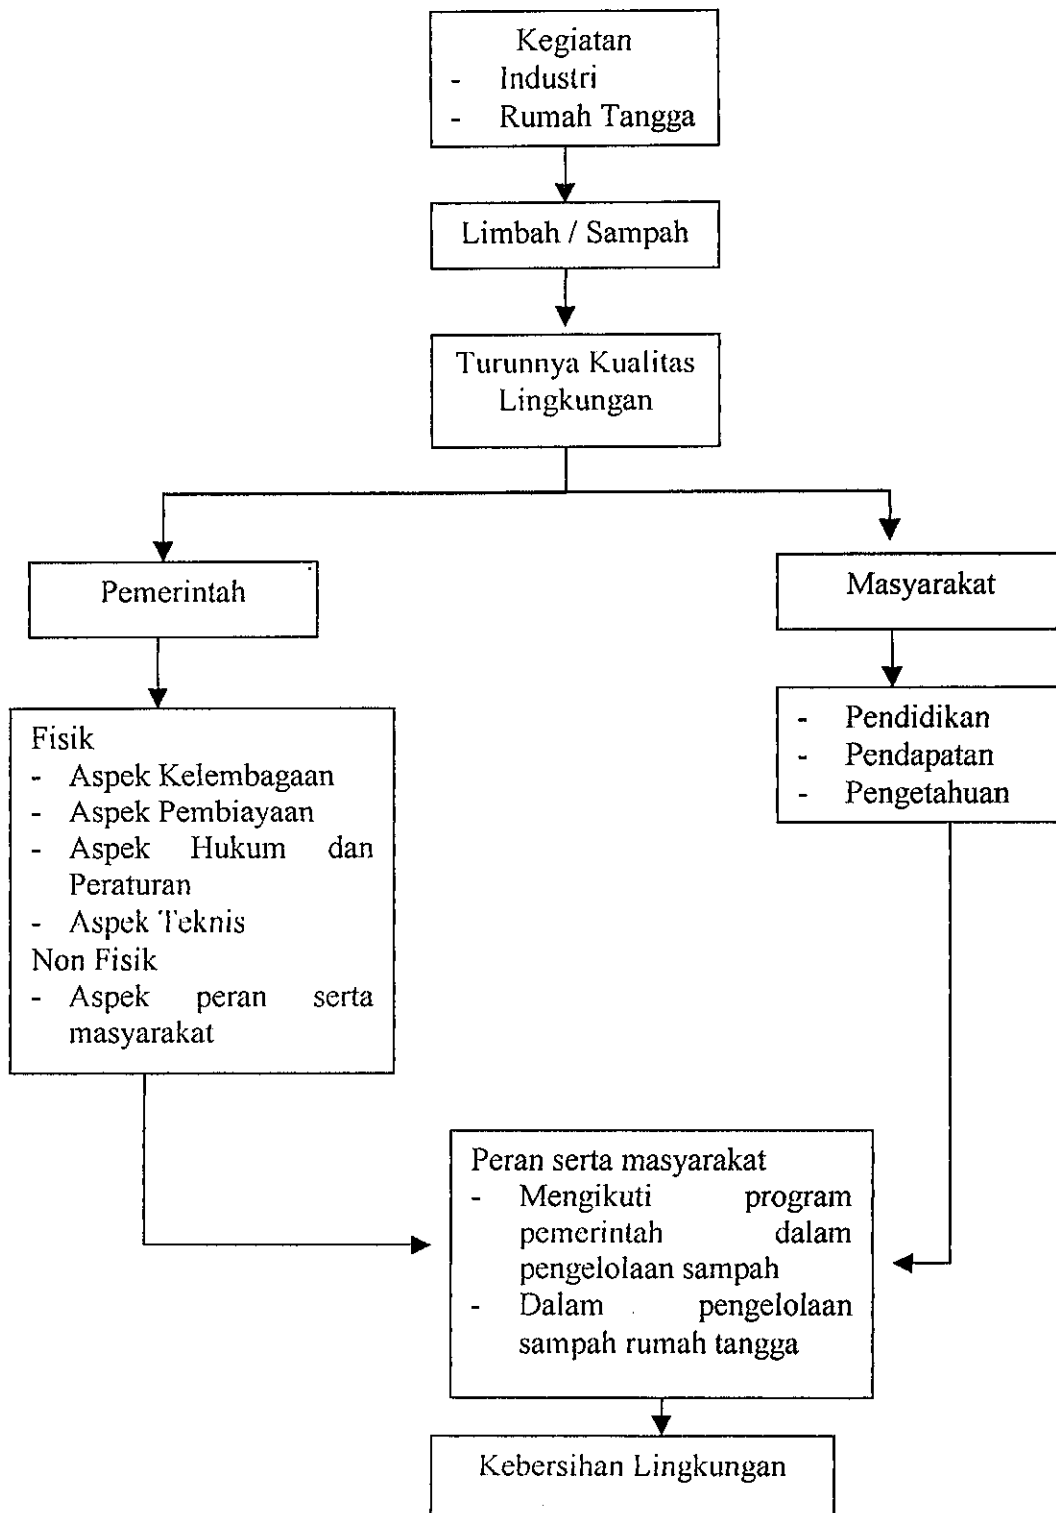 Kegiatan
- Industri
- Rumah Tangga
Limbah / Sampah
Turunnya Kualitas
Lingkungan
Pemerintah
Masyarakat
Fisik
- Aspek Kelembagaan
- Aspek Pembiayaan
- Aspek Hukum dan
Peraturan
- Aspek Teknis
Non Fisik
- Aspek peran serta
masyarakat
- Pendidikan
- Pendapatan
- Pengetahuan
Peran serta masyarakat
- Mengikuti program
pemerintah dalam
pengelolaan sampah
- Dalam pengelolaan
sampah rumah tangga
Kebersihan Lingkungan